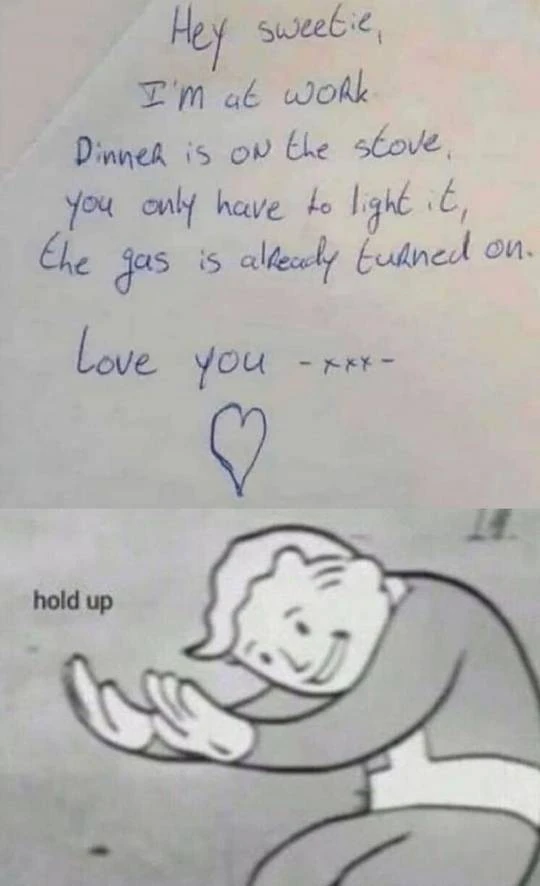 Hey sweetie,
I'm at work.
Dinner is on the stove,
you only have to light it,
the gas is already turned on.
Love you -xxx-
hold up